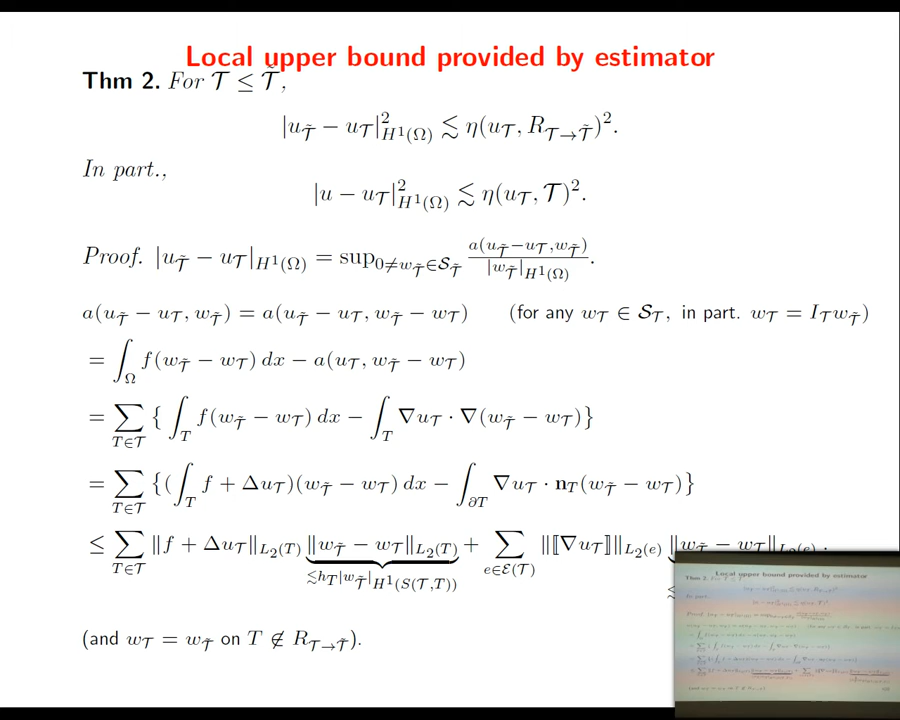 Local upper bound provided by estimator
Thm 2. For 𝒯 ≤ 𝒯̃,
|u_𝒯̃ − u_𝒯|²_{H¹(Ω)} ≲ η(u_𝒯, R_{𝒯→𝒯̃})².
In part.,
|u − u_𝒯|²_{H¹(Ω)} ≲ η(u_𝒯, 𝒯)².
Proof. |u_𝒯̃ − u_𝒯|_{H¹(Ω)} = sup_{0≠w_𝒯̃∈𝒮_𝒯̃} a(u_𝒯̃−u_𝒯,w_𝒯̃) / |w_𝒯̃|_{H¹(Ω)}.
a(u_𝒯̃ − u_𝒯, w_𝒯̃) = a(u_𝒯̃ − u_𝒯, w_𝒯̃ − w_𝒯) (for any w_𝒯 ∈ 𝒮_𝒯, in part. w_𝒯 = I_𝒯 w_𝒯̃)
= ∫_Ω f(w_𝒯̃ − w_𝒯) dx − a(u_𝒯, w_𝒯̃ − w_𝒯)
= ∑_{T∈𝒯} { ∫_T f(w_𝒯̃ − w_𝒯) dx − ∫_T ∇u_𝒯 · ∇(w_𝒯̃ − w_𝒯)}
= ∑_{T∈𝒯} {(∫_T f + Δu_𝒯)(w_𝒯̃ − w_𝒯) dx − ∫_{∂T} ∇u_𝒯 · 𝐧_T(w_𝒯̃ − w_𝒯)}
≤ ∑_{T∈𝒯} ‖f + Δu_𝒯‖_{L₂(T)} ‖w_𝒯̃ − w_𝒯‖_{L₂(T)} + ∑_{e∈ℰ(𝒯)} ‖⟦∇u_𝒯⟧‖_{L₂(e)} ‖w_𝒯̃ − w_𝒯‖_{L₂(e)}.
≲h_T|w_𝒯̃|_{H¹(S(𝒯,T))} ≲
(and w_𝒯 = w_𝒯̃ on T ∉ R_{𝒯→𝒯̃}).
Local upper bound provided by estimator